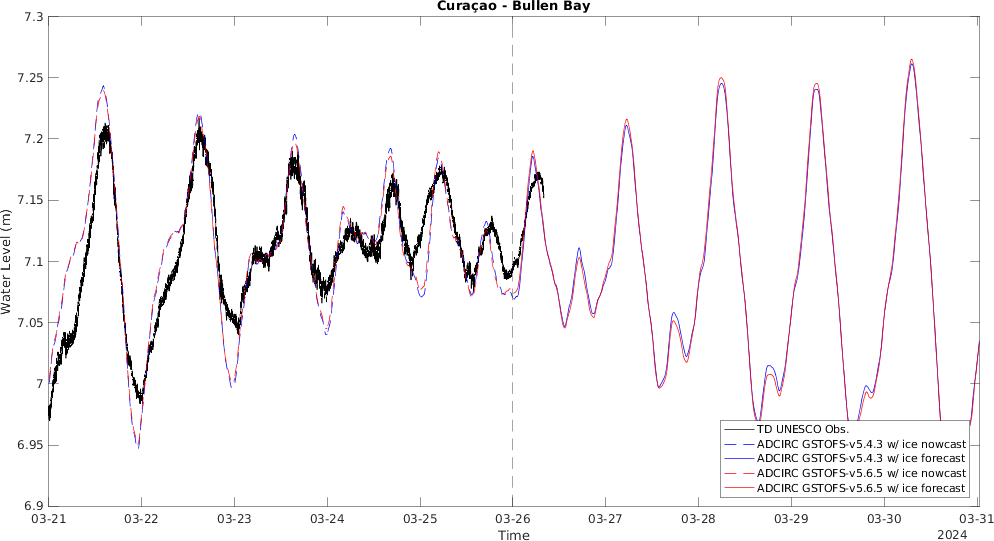 Curaçao - Bullen Bay
Water Level (m)
7.3
7.25
7.2
7.15
7.1
7.05
7
6.95
6.9
TD UNESCO Obs.
ADCIRC GSTOFS-v5.4.3 w/ ice nowcast
ADCIRC GSTOFS-v5.4.3 w/ ice forecast
ADCIRC GSTOFS-v5.6.5 w/ ice nowcast
ADCIRC GSTOFS-v5.6.5 w/ ice forecast
03-21 03-22 03-23 03-24 03-25 03-26 03-27 03-28 03-29 03-30 03-31
Time
2024